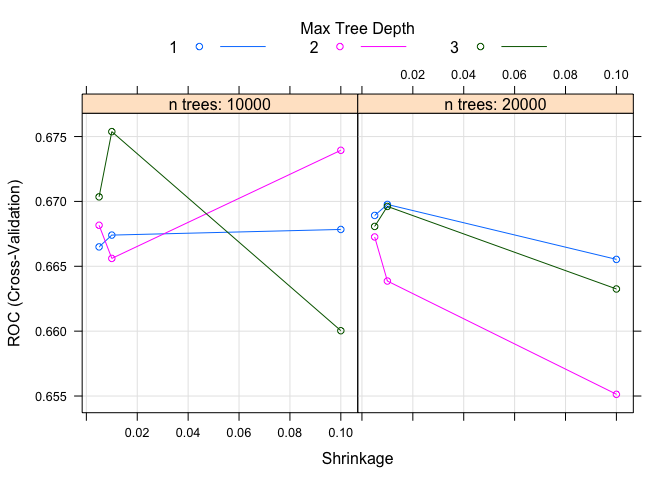 Max Tree Depth
1 2 3
0.02 0.04 0.06 0.08 0.10
n trees: 10000 n trees: 20000
0.675
0.670
0.665
0.660
0.655
ROC (Cross-Validation)
0.02 0.04 0.06 0.08 0.10
Shrinkage